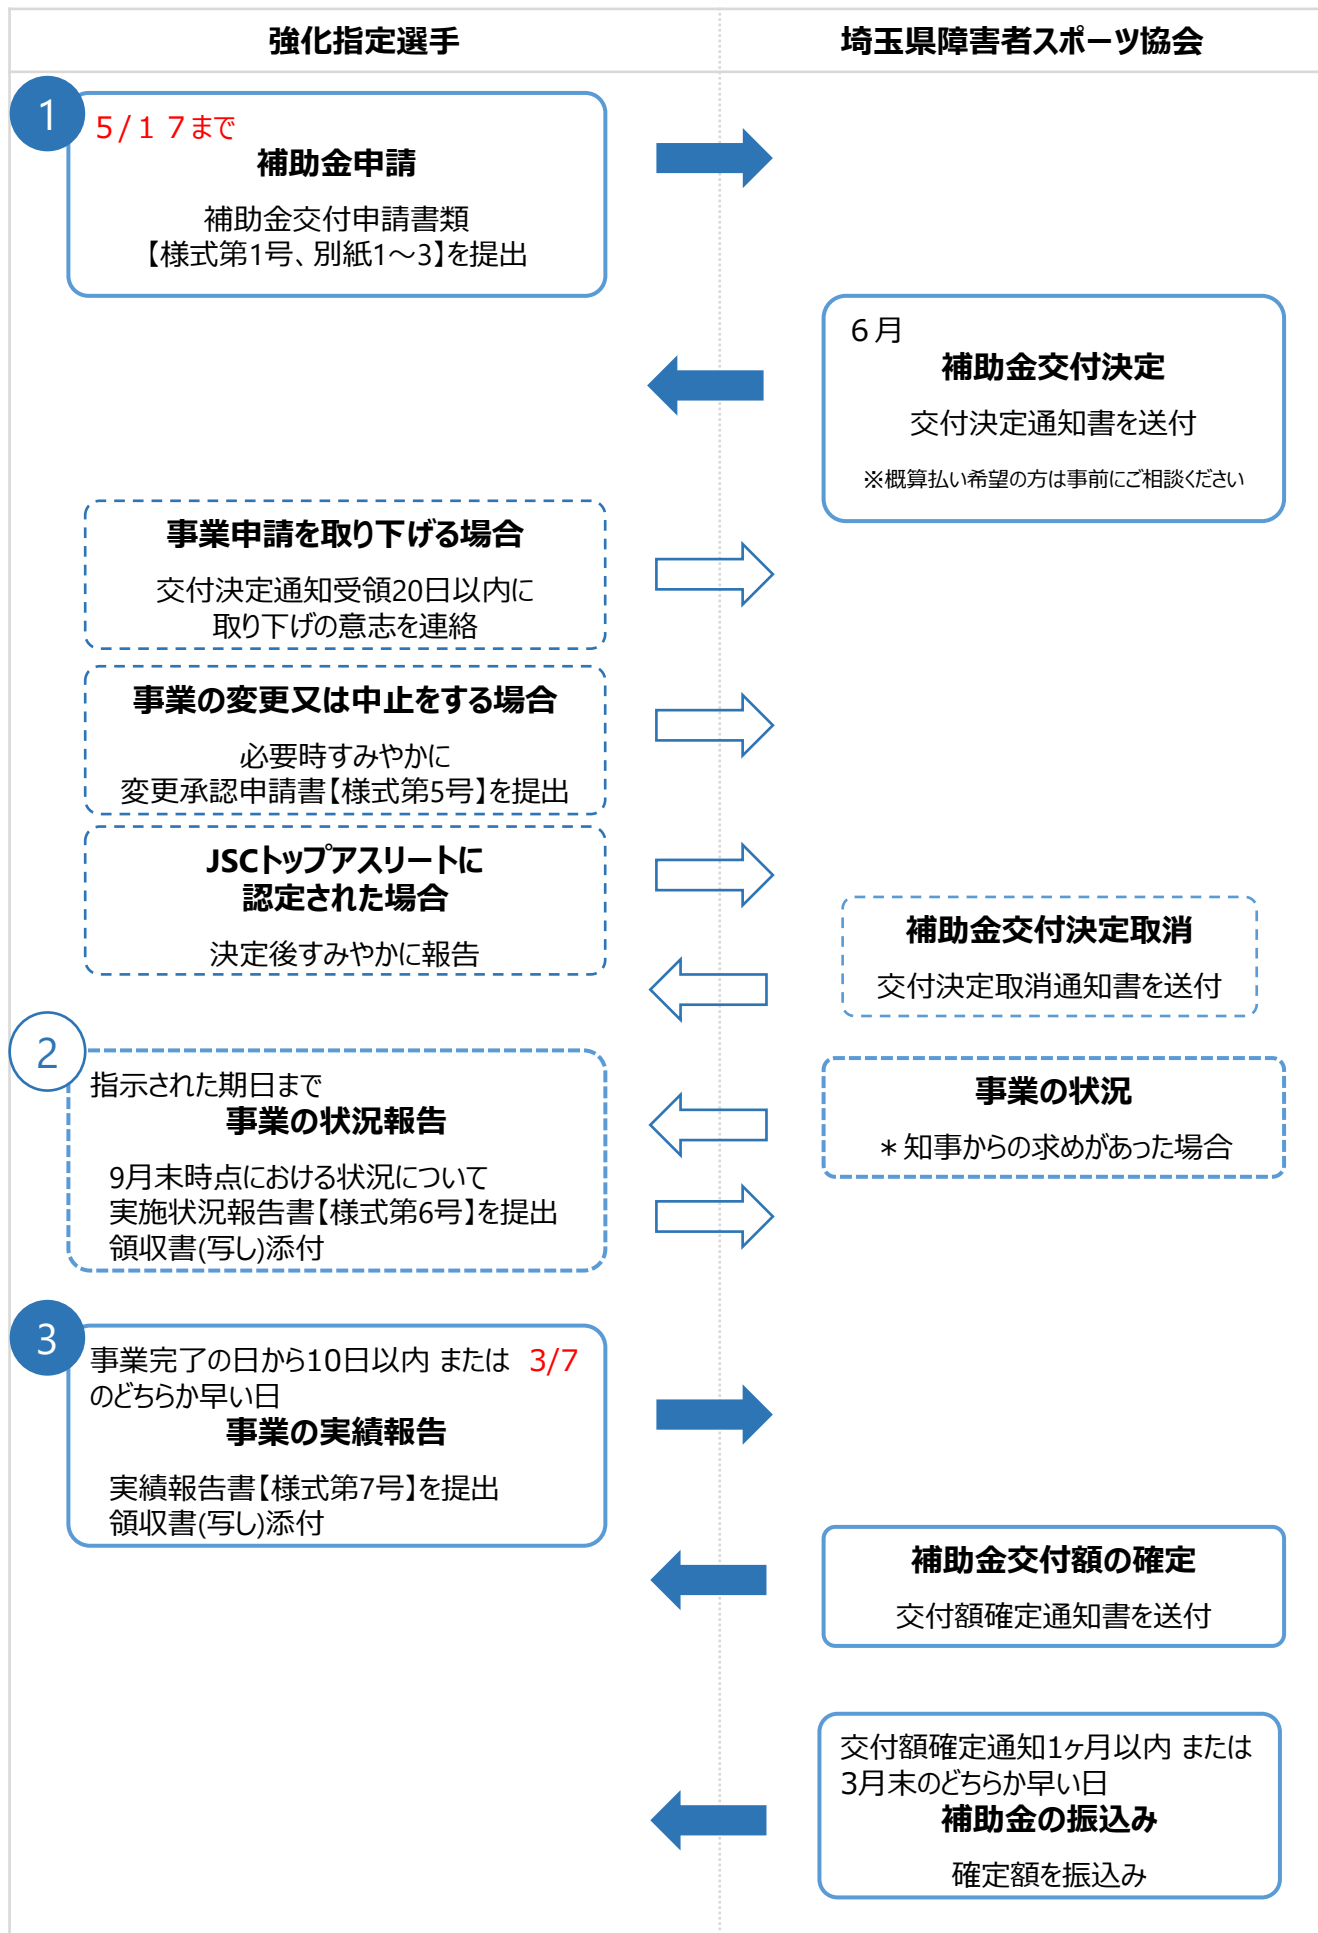 強化指定選手
埼玉県障害者スポーツ協会
1
5/１７まで
補助金申請
補助金交付申請書類
【様式第1号、別紙1～3】を提出
６月
補助金交付決定
交付決定通知書を送付
※概算払い希望の方は事前にご相談ください
事業申請を取り下げる場合
交付決定通知受領20日以内に
取り下げの意志を連絡
事業の変更又は中止をする場合
必要時すみやかに
変更承認申請書【様式第5号】を提出
JSCトップアスリートに
認定された場合
決定後すみやかに報告
補助金交付決定取消
交付決定取消通知書を送付
2
指示された期日まで
事業の状況報告
9月末時点における状況について
実施状況報告書【様式第6号】を提出
領収書(写し)添付
事業の状況
＊知事からの求めがあった場合
3
事業完了の日から10日以内 または 3/7
のどちらか早い日
事業の実績報告
実績報告書【様式第7号】を提出
領収書(写し)添付
補助金交付額の確定
交付額確定通知書を送付
交付額確定通知1ヶ月以内 または
3月末のどちらか早い日
補助金の振込み
確定額を振込み